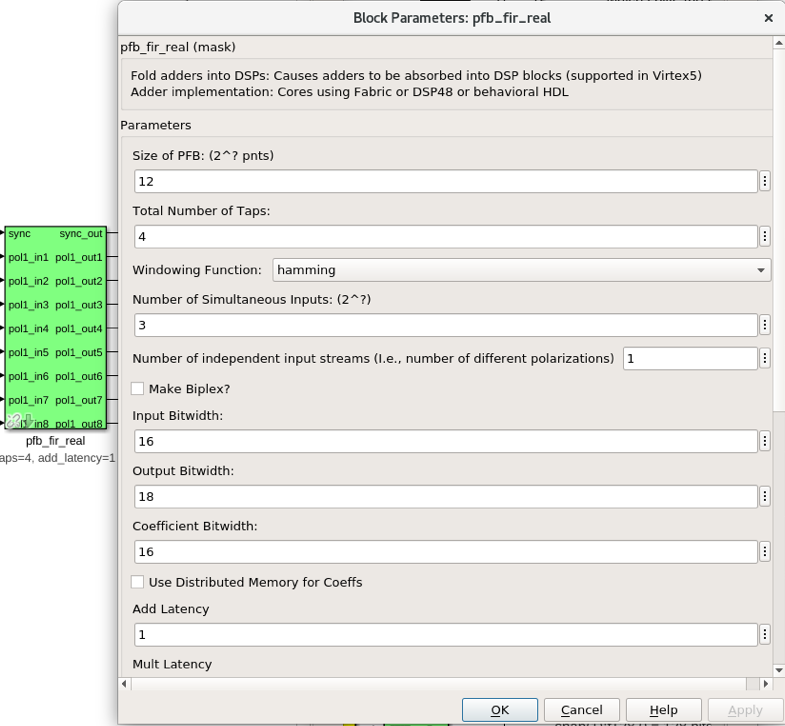 Block Parameters: pfb_fir_real
pfb_fir_real (mask)
Fold adders into DSPs: Causes adders to be absorbed into DSP blocks (supported in Virtex5)
Adder implementation: Cores using Fabric or DSP48 or behavioral HDL
Parameters
Size of PFB: (2^? pnts)
12
Total Number of Taps:
4
Windowing Function: hamming
Number of Simultaneous Inputs: (2^?)
3
Number of independent input streams (I.e., number of different polarizations) 1
Make Biplex?
Input Bitwidth:
16
Output Bitwidth:
18
Coefficient Bitwidth:
16
Use Distributed Memory for Coeffs
Add Latency
1
Mult Latency
OK Cancel Help Apply
sync sync_out
pol1_in1 pol1_out1
pol1_in2 pol1_out2
pol1_in3 pol1_out3
pol1_in4 pol1_out4
pol1_in5 pol1_out5
pol1_in6 pol1_out6
pol1_in7 pol1_out7
pol1_in8 pol1_out8
pfb_fir_real
aps=4, add_latency=1